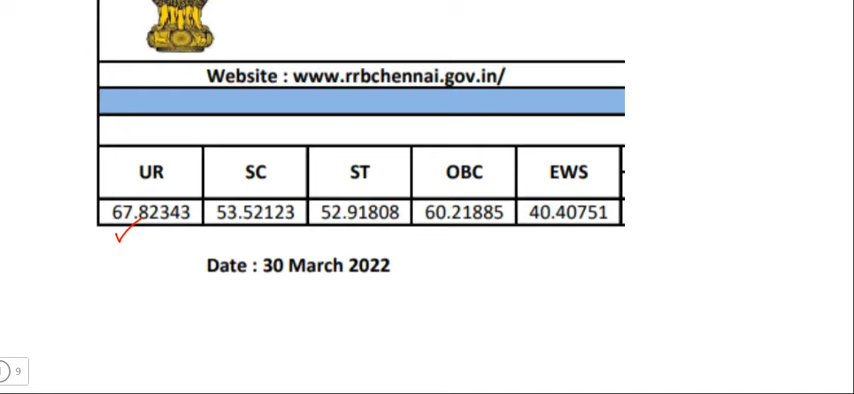 Website : www.rrbchennai.gov.in/
UR SC ST OBC EWS
67.82343 53.52123 52.91808 60.21885 40.40751
Date : 30 March 2022
9